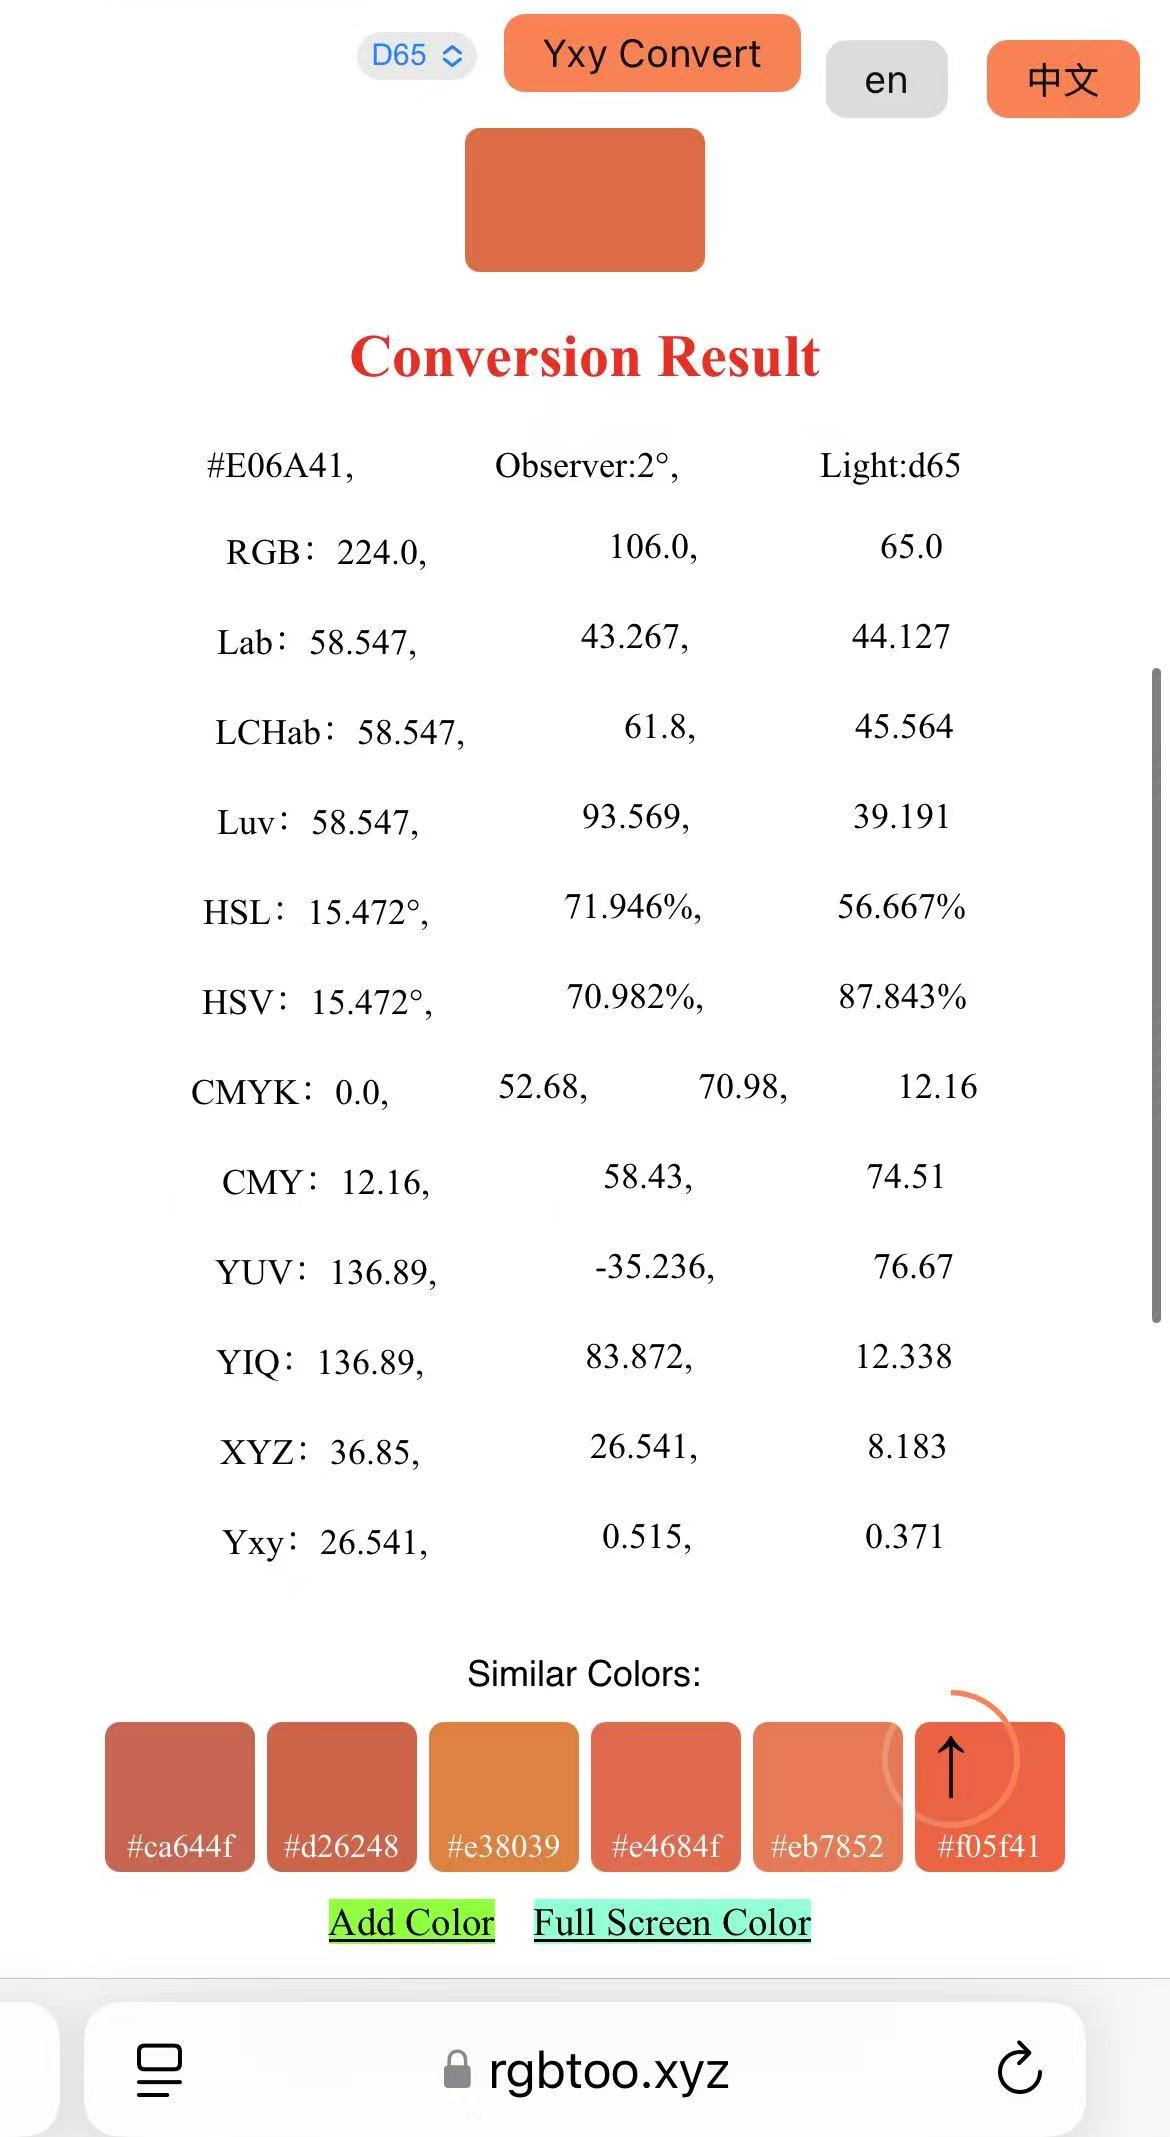 D65 Yxy Convert en 中文
Conversion Result
#E06A41, Observer:2°, Light:d65
RGB： 224.0, 106.0, 65.0
Lab： 58.547, 43.267, 44.127
LCHab： 58.547, 61.8, 45.564
Luv： 58.547, 93.569, 39.191
HSL： 15.472°, 71.946%, 56.667%
HSV： 15.472°, 70.982%, 87.843%
CMYK： 0.0, 52.68, 70.98, 12.16
CMY： 12.16, 58.43, 74.51
YUV： 136.89, -35.236, 76.67
YIQ： 136.89, 83.872, 12.338
XYZ： 36.85, 26.541, 8.183
Yxy： 26.541, 0.515, 0.371
Similar Colors:
↑
#ca644f #d26248 #e38039 #e4684f #eb7852 #f05f41
Add Color Full Screen Color
rgbtoo.xyz